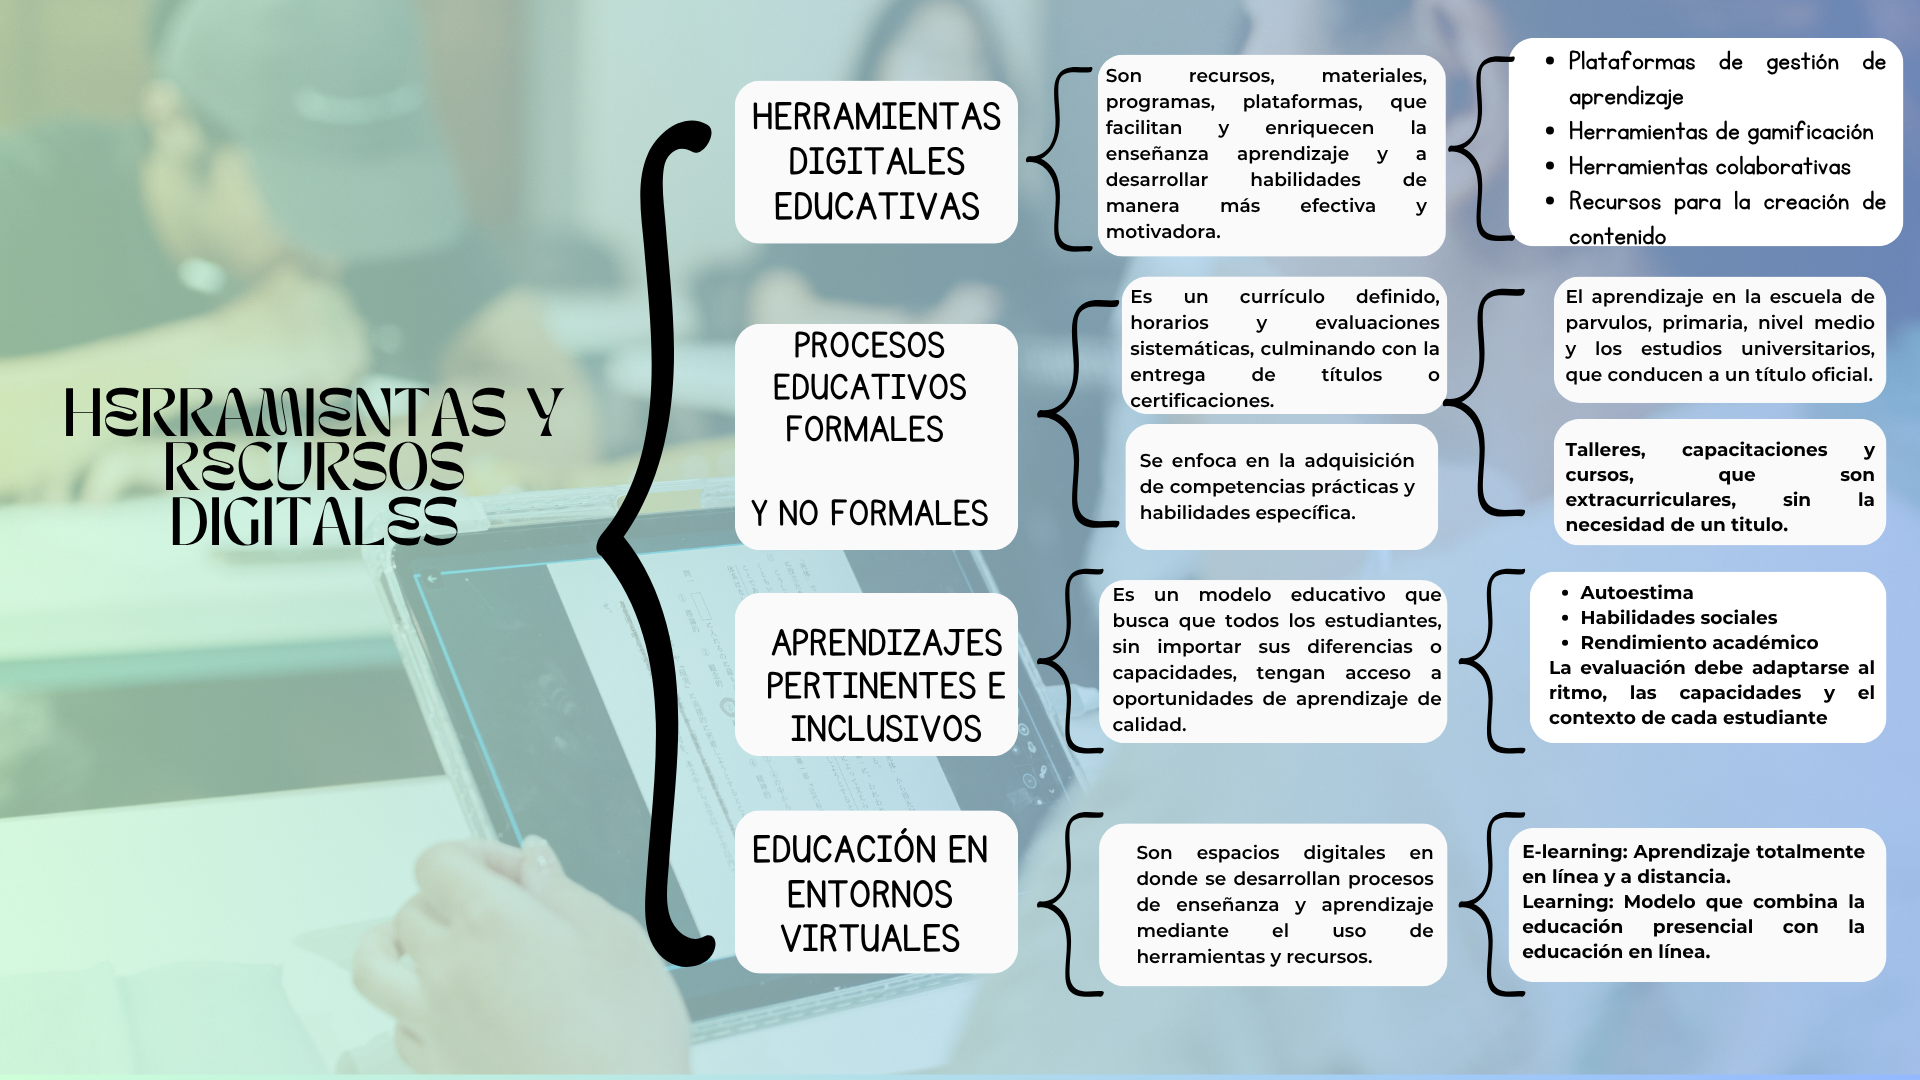 HERRAMIENTAS Y
RECURSOS
DIGITALES
HERRAMIENTAS
DIGITALES
EDUCATIVAS
Son recursos, materiales,
programas, plataformas, que
facilitan y enriquecen la
enseñanza aprendizaje y a
desarrollar habilidades de
manera más efectiva y
motivadora.
• Plataformas de gestión de
aprendizaje
• Herramientas de gamificación
• Herramientas colaborativas
• Recursos para la creación de
contenido
PROCESOS
EDUCATIVOS
FORMALES
Y NO FORMALES
Es un currículo definido,
horarios y evaluaciones
sistemáticas, culminando con la
entrega de títulos o
certificaciones.
Se enfoca en la adquisición
de competencias prácticas y
habilidades específica.
El aprendizaje en la escuela de
parvulos, primaria, nivel medio
y los estudios universitarios,
que conducen a un título oficial.
Talleres, capacitaciones y
cursos, que son
extracurriculares, sin la
necesidad de un titulo.
APRENDIZAJES
PERTINENTES E
INCLUSIVOS
Es un modelo educativo que
busca que todos los estudiantes,
sin importar sus diferencias o
capacidades, tengan acceso a
oportunidades de aprendizaje de
calidad.
• Autoestima
• Habilidades sociales
• Rendimiento académico
La evaluación debe adaptarse al
ritmo, las capacidades y el
contexto de cada estudiante
EDUCACIÓN EN
ENTORNOS
VIRTUALES
Son espacios digitales en
donde se desarrollan procesos
de enseñanza y aprendizaje
mediante el uso de
herramientas y recursos.
E-learning: Aprendizaje totalmente
en línea y a distancia.
Learning: Modelo que combina la
educación presencial con la
educación en línea.